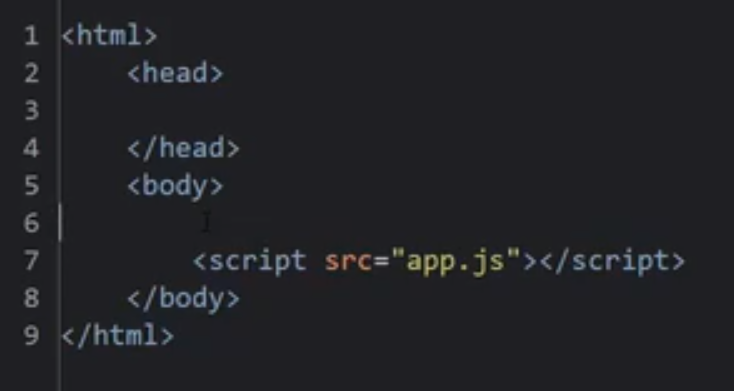 1 <html>
2     <head>
3
4     </head>
5     <body>
6
7         <script src="app.js"></script>
8     </body>
9 </html>